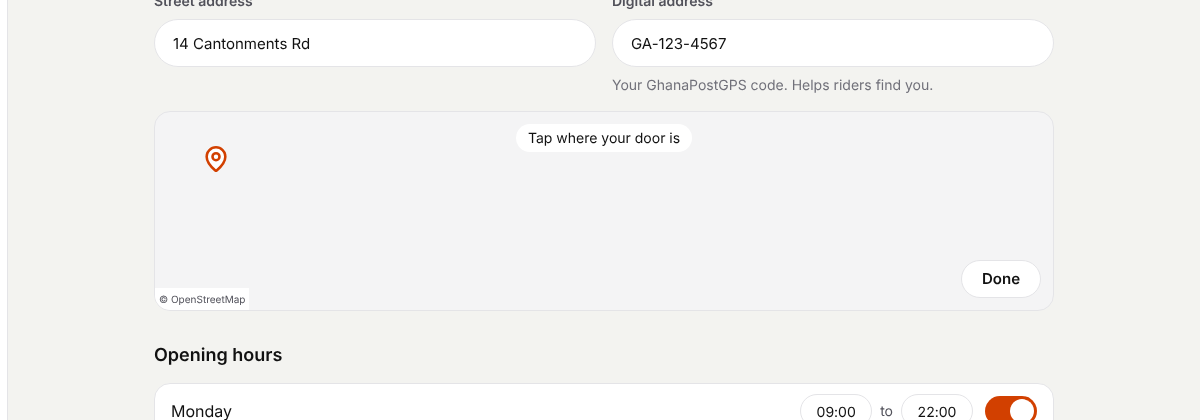 Street address
Digital address
14 Cantonments Rd
GA-123-4567
Your GhanaPostGPS code. Helps riders find you.
Tap where your door is
Done
© OpenStreetMap
Opening hours
Monday
09:00 to 22:00